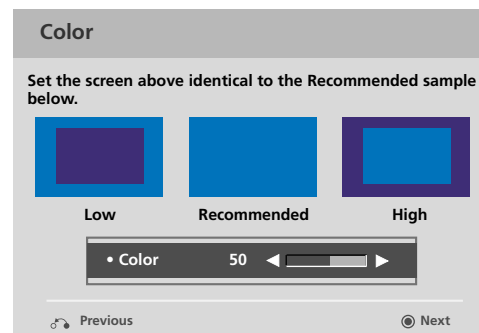 Color
Set the screen above identical to the Recommended sample
below.
Low Recommended High
• Color 50
Previous Next